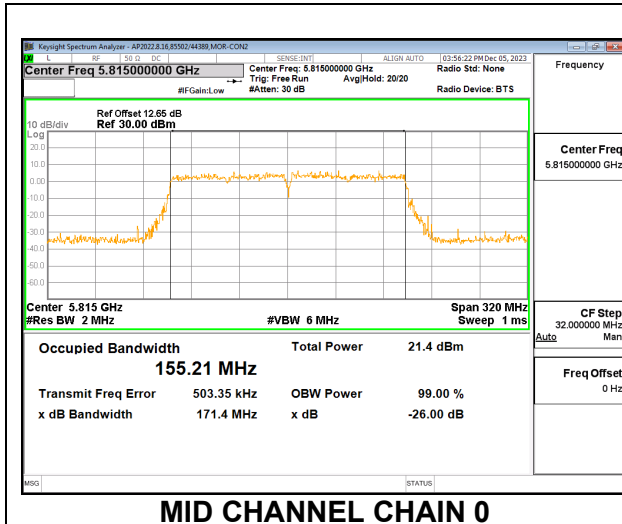 Keysight Spectrum Analyzer - AP2022.8.16,85502/44389,MOR-CON2
L RF 50 Ω DC SENSE:INT ALIGN AUTO 03:56:22 PM Dec 05, 2023
Center Freq 5.815000000 GHz
Center Freq: 5.815000000 GHz Radio Std: None
Trig: Free Run Avg|Hold: 20/20
#IFGain:Low #Atten: 30 dB Radio Device: BTS
Frequency
Ref Offset 12.65 dB
10 dB/div Ref 30.00 dBm
Log
20.0
10.0
0.00
-10.0
-20.0
-30.0
-40.0
-50.0
-60.0
Center Freq
5.815000000 GHz
Center 5.815 GHz Span 320 MHz
#Res BW 2 MHz #VBW 6 MHz Sweep 1 ms
CF Step
32.000000 MHz
Auto Man
Occupied Bandwidth Total Power 21.4 dBm
155.21 MHz
Freq Offset
0 Hz
Transmit Freq Error 503.35 kHz OBW Power 99.00 %
x dB Bandwidth 171.4 MHz x dB -26.00 dB
MSG STATUS
MID CHANNEL CHAIN 0